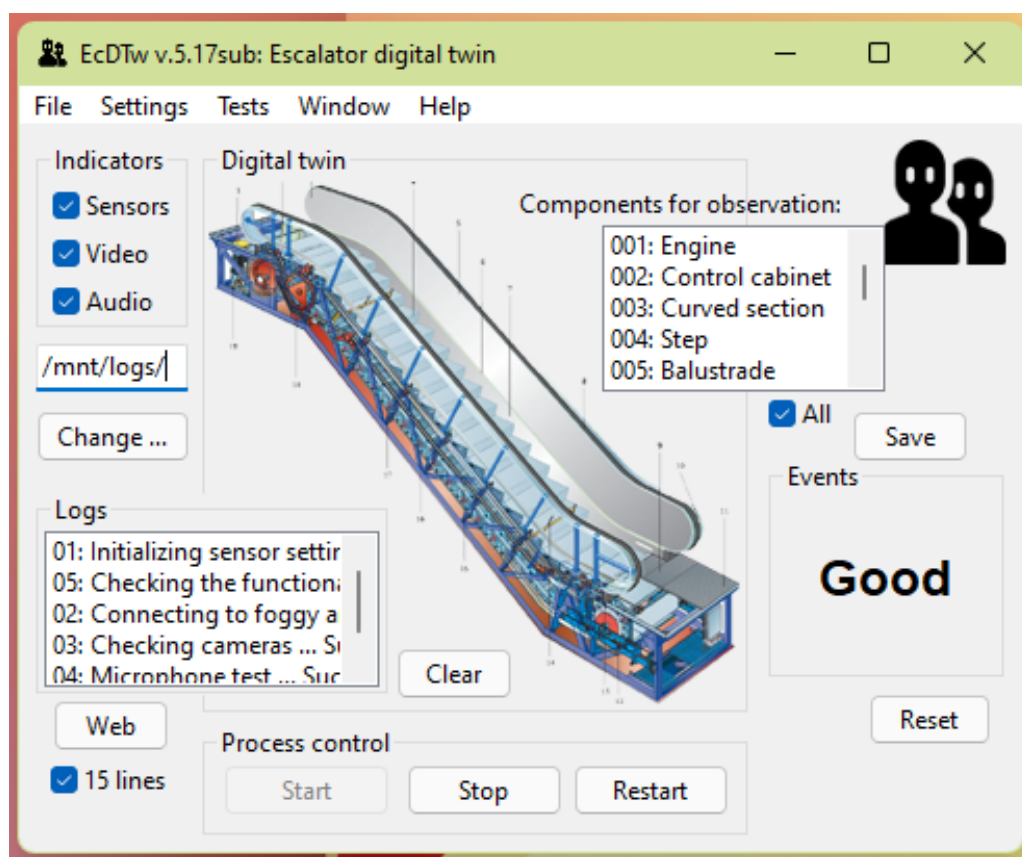 EcDTw v.5.17sub: Escalator digital twin
File Settings Tests Window Help
Indicators
Sensors
Video
Audio
/mnt/logs/
Change ...
Logs
01: Initializing sensor
05: Checking the
02: Connecting to foggy
03: Checking cameras ...
04: Microphone test ...
Web
15 lines
Digital twin
Components for observation:
001: Engine
002: Control cabinet
003: Curved section
004: Step
005: Balustrade
All
Save
Clear
Events
Good
Reset
Process control
Start
Stop
Restart